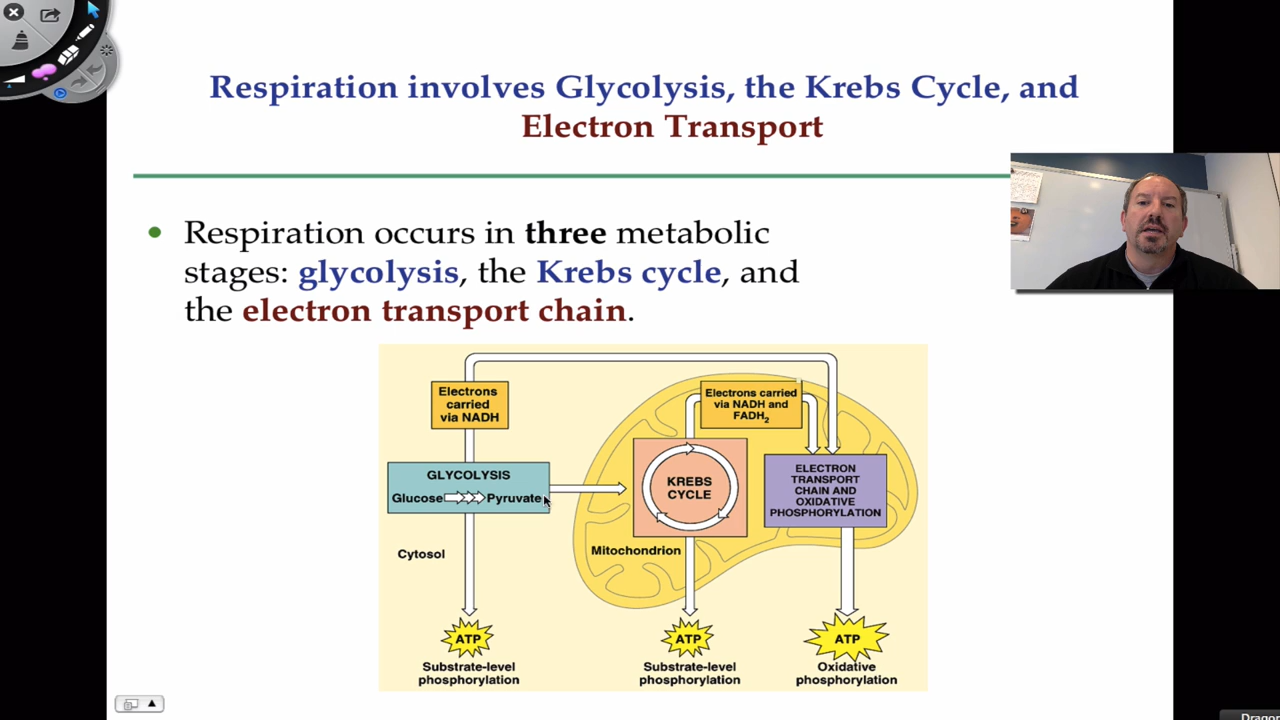 Respiration involves Glycolysis, the Krebs Cycle, and
Electron Transport
• Respiration occurs in three metabolic
stages: glycolysis, the Krebs cycle, and
the electron transport chain.
Electrons
carried
via NADH
Electrons carried
via NADH and
FADH₂
GLYCOLYSIS
Glucose Pyruvate
KREBS
CYCLE
ELECTRON
TRANSPORT
CHAIN AND
OXIDATIVE
PHOSPHORYLATION
Cytosol
Mitochondrion
ATP
ATP
ATP
Substrate-level
phosphorylation
Substrate-level
phosphorylation
Oxidative
phosphorylation